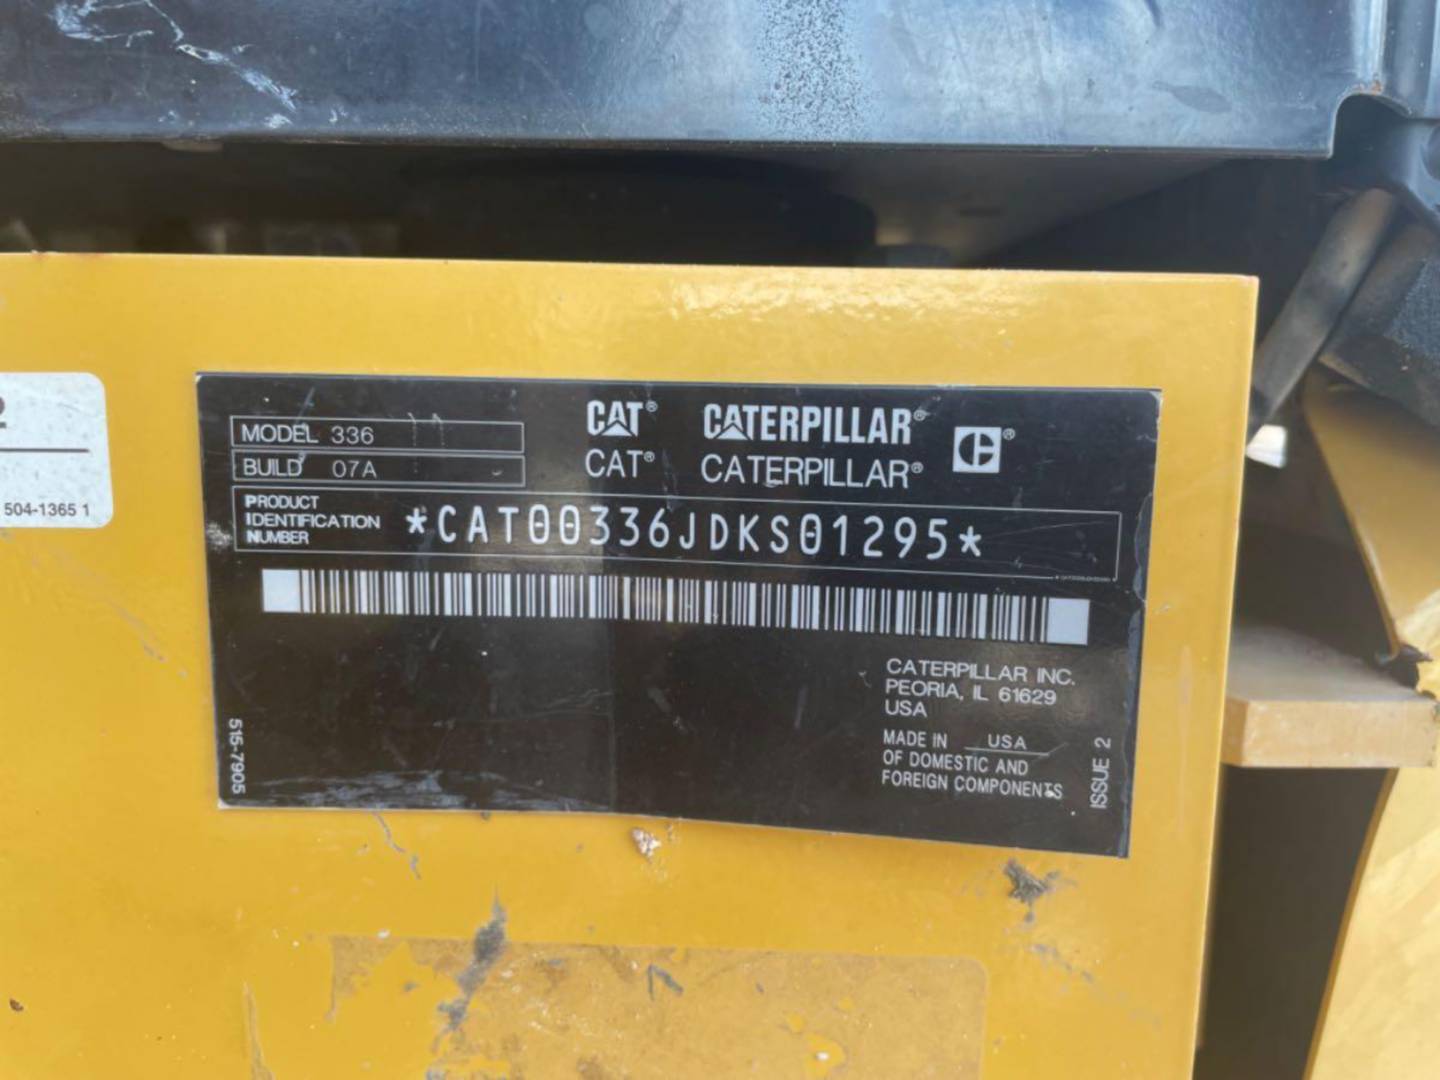 2
504-1365 1
MODEL 336
BUILD 07A
CAT® CATERPILLAR®
CAT® CATERPILLAR®
PRODUCT
IDENTIFICATION
NUMBER
*CAT00336JDKS01295*
CATERPILLAR INC.
PEORIA, IL 61629
USA
MADE IN USA
OF DOMESTIC AND
FOREIGN COMPONENTS
515-7905
ISSUE 2